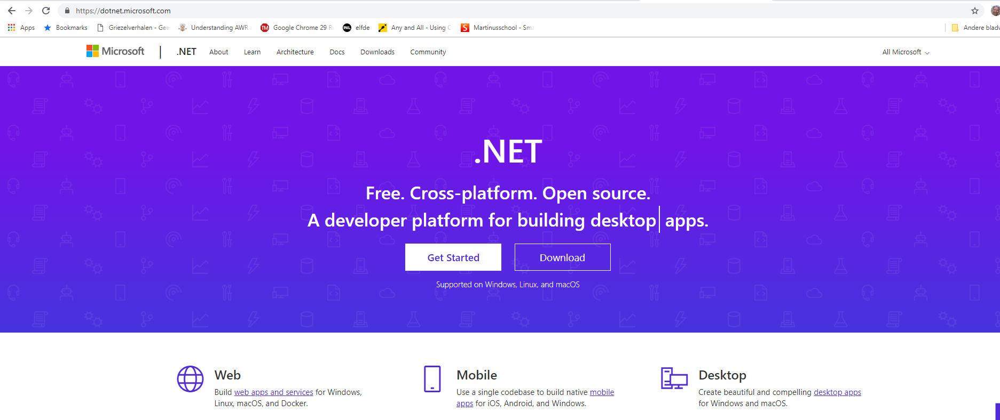 https://dotnet.microsoft.com
Apps Bookmarks Griezelverhalen - Gee Understanding AWR Google Chrome 29 R elfde Any and All - Using Martinusschool - Sma Andere blad
Microsoft .NET About Learn Architecture Docs Downloads Community All Microsoft
.NET
Free. Cross-platform. Open source.
A developer platform for building desktop apps.
Get Started Download
Supported on Windows, Linux, and macOS
Web
Build web apps and services for Windows,
Linux, macOS, and Docker.
Mobile
Use a single codebase to build native mobile
apps for iOS, Android, and Windows.
Desktop
Create beautiful and compelling desktop apps
for Windows and macOS.